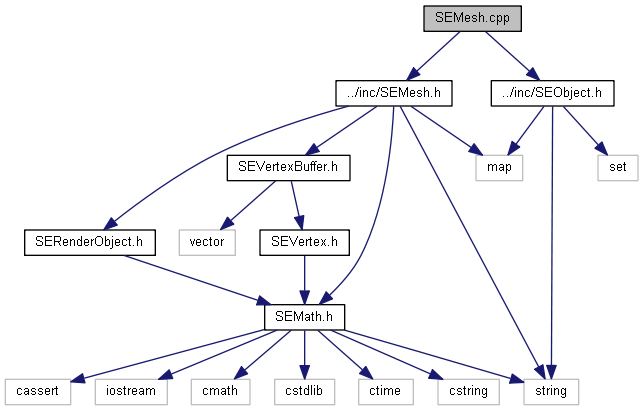 SEMesh.cpp
../inc/SEMesh.h
../inc/SEObject.h
SEVertexBuffer.h
map
set
SERenderObject.h
vector
SEVertex.h
SEMath.h
cassert
iostream
cmath
cstdlib
ctime
cstring
string